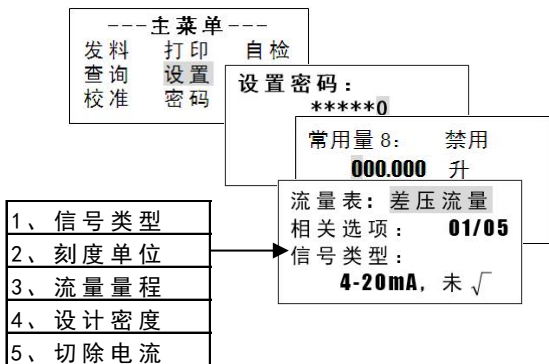 ---主菜单---
发料 打印 自检
查询 设置
校准 密码
设置密码：
*****0
常用量8： 禁用
000.000 升
流量表：差压流量
相关选项： 01/05
信号类型：
4-20mA，未√
1、信号类型
2、刻度单位
3、流量量程
4、设计密度
5、切除电流